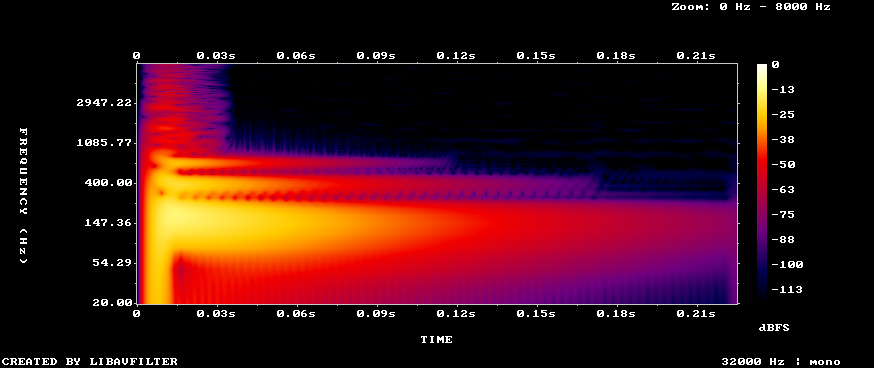 Zoom: 0 Hz - 8000 Hz
0 0.03s 0.06s 0.09s 0.12s 0.15s 0.18s 0.21s
0
-13
-25
-38
-50
-63
-75
-88
-100
-113
dBFS
2947.22
1085.77
400.00
147.36
54.29
20.00
FREQUENCY (Hz)
0 0.03s 0.06s 0.09s 0.12s 0.15s 0.18s 0.21s
TIME
CREATED BY LIBAVFILTER
32000 Hz | mono